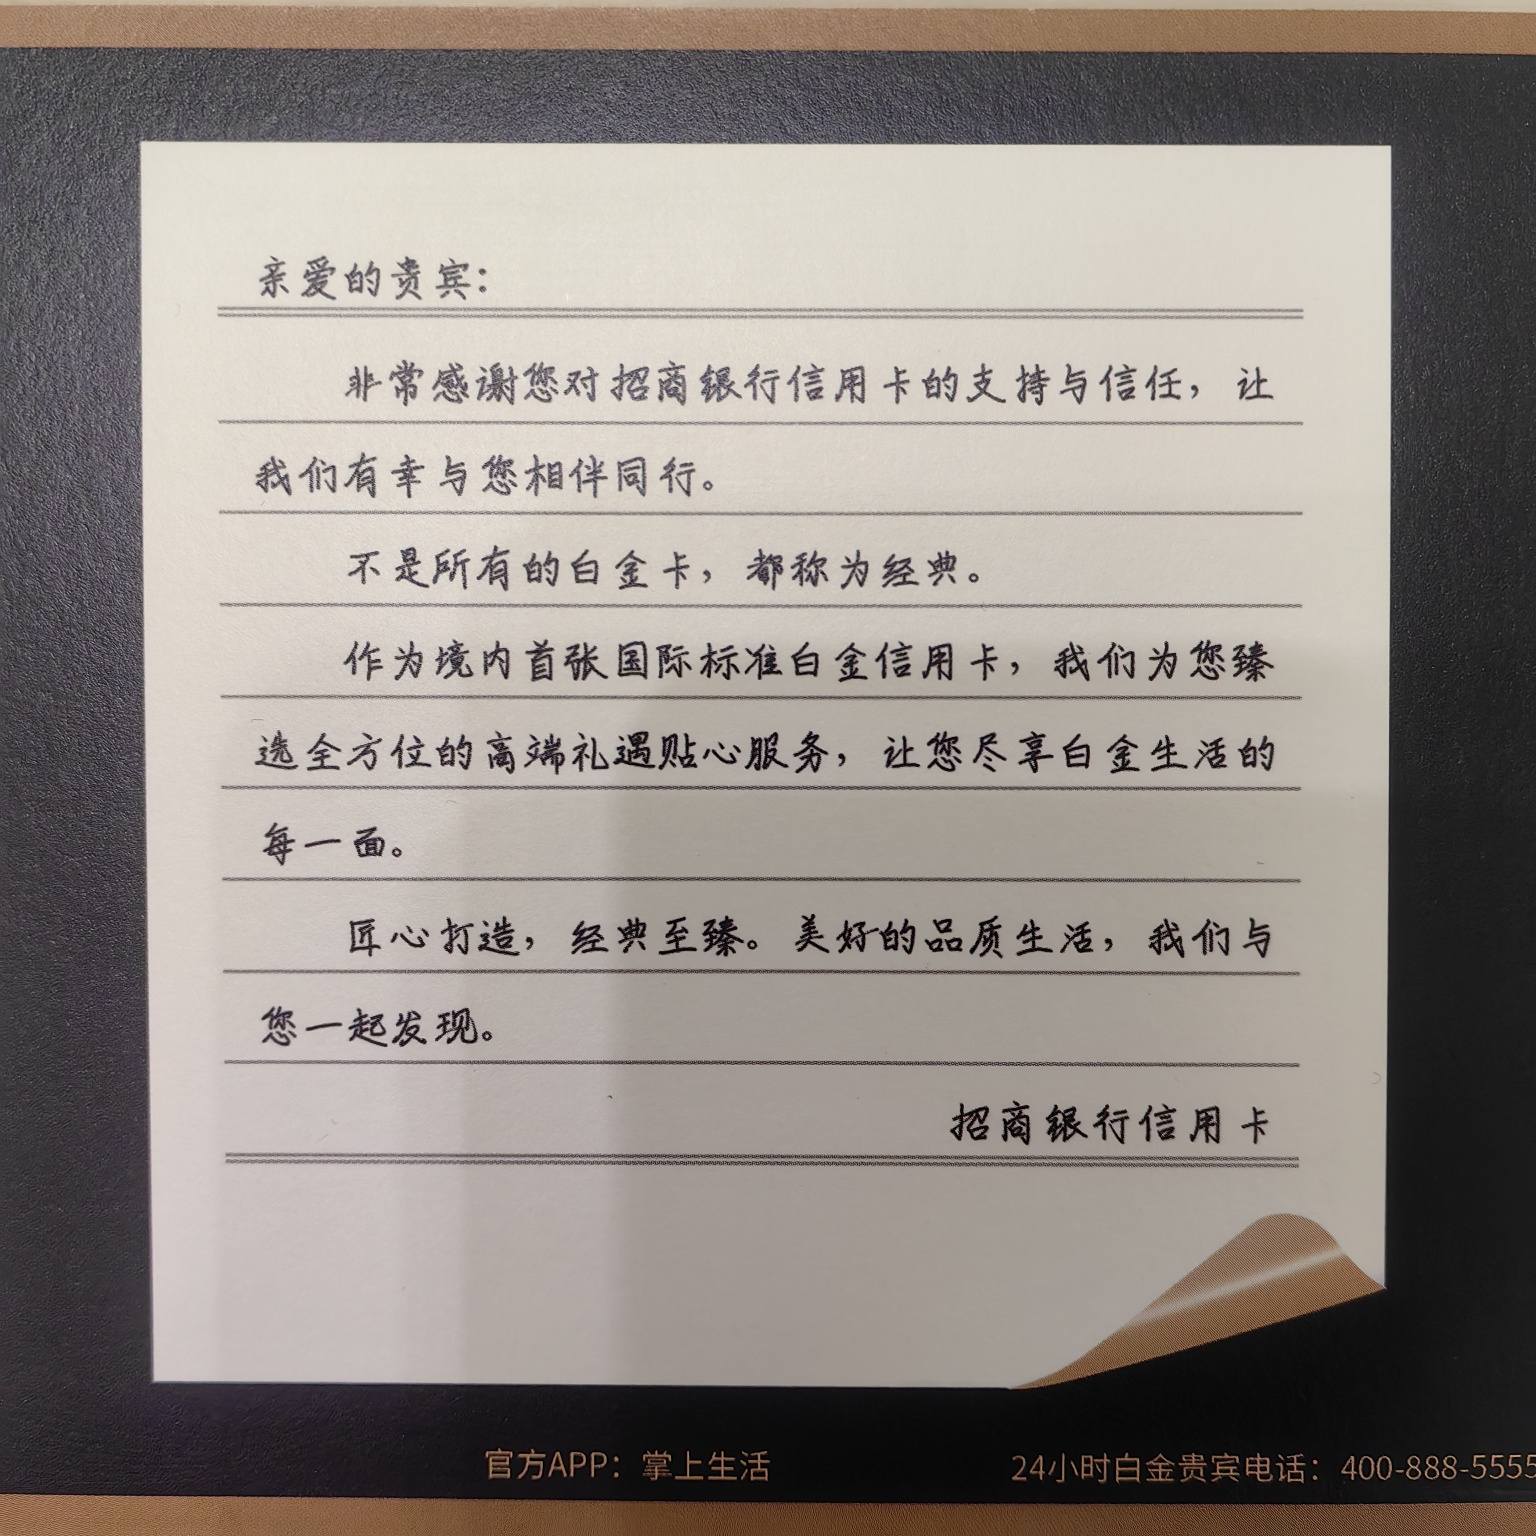 亲爱的贵宾：
非常感谢您对招商银行信用卡的支持与信任，让
我们有幸与您相伴同行。
不是所有的白金卡，都称为经典。
作为境内首张国际标准白金信用卡，我们为您臻
选全方位的高端礼遇贴心服务，让您尽享白金生活的
每一面。
匠心打造，经典至臻。美好的品质生活，我们与
您一起发现。
招商银行信用卡
官方APP：掌上生活
24小时白金贵宾电话：400-888-5555